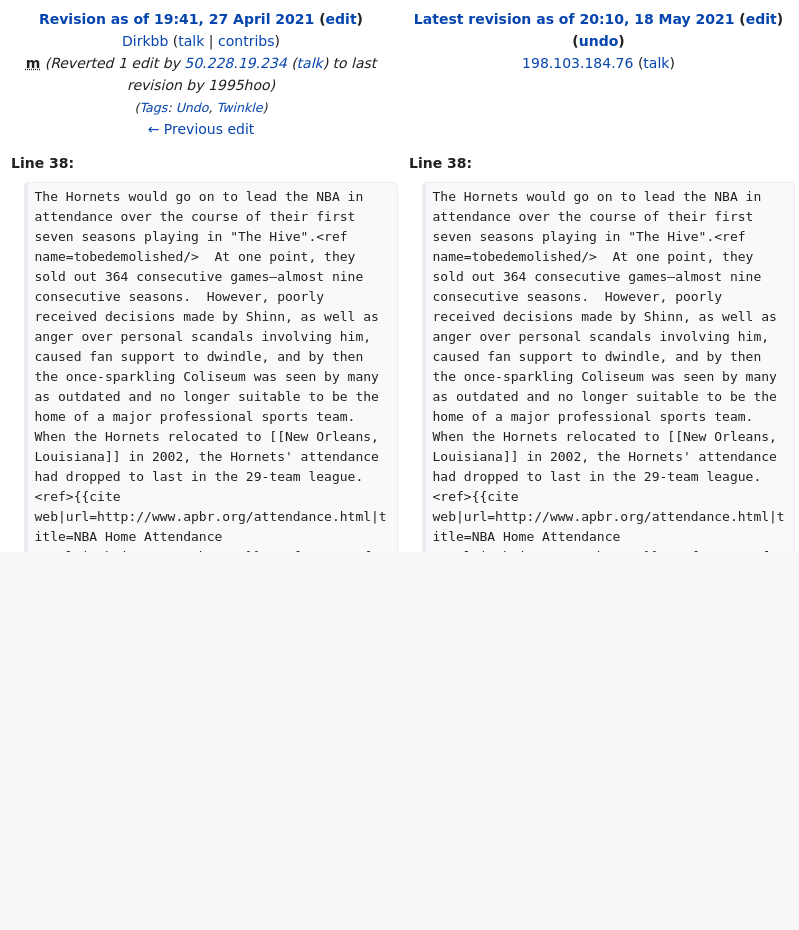 Revision as of 19:41, 27 April 2021 (edit)
Dirkbb (talk | contribs)
m (Reverted 1 edit by 50.228.19.234 (talk) to last
revision by 1995hoo)
(Tags: Undo, Twinkle)
← Previous edit
Latest revision as of 20:10, 18 May 2021 (edit)
(undo)
198.103.184.76 (talk)
Line 38:
The Hornets would go on to lead the NBA in
attendance over the course of their first
seven seasons playing in "The Hive".<ref
name=tobedemolished/>  At one point, they
sold out 364 consecutive games—almost nine
consecutive seasons.  However, poorly
received decisions made by Shinn, as well as
anger over personal scandals involving him,
caused fan support to dwindle, and by then
the once-sparkling Coliseum was seen by many
as outdated and no longer suitable to be the
home of a major professional sports team.
When the Hornets relocated to [[New Orleans,
Louisiana]] in 2002, the Hornets' attendance
had dropped to last in the 29-team league.
<ref>{{cite
web|url=http://www.apbr.org/attendance.html|t
itle=NBA Home Attendance
Line 38:
The Hornets would go on to lead the NBA in
attendance over the course of their first
seven seasons playing in "The Hive".<ref
name=tobedemolished/>  At one point, they
sold out 364 consecutive games—almost nine
consecutive seasons.  However, poorly
received decisions made by Shinn, as well as
anger over personal scandals involving him,
caused fan support to dwindle, and by then
the once-sparkling Coliseum was seen by many
as outdated and no longer suitable to be the
home of a major professional sports team.
When the Hornets relocated to [[New Orleans,
Louisiana]] in 2002, the Hornets' attendance
had dropped to last in the 29-team league.
<ref>{{cite
web|url=http://www.apbr.org/attendance.html|t
itle=NBA Home Attendance